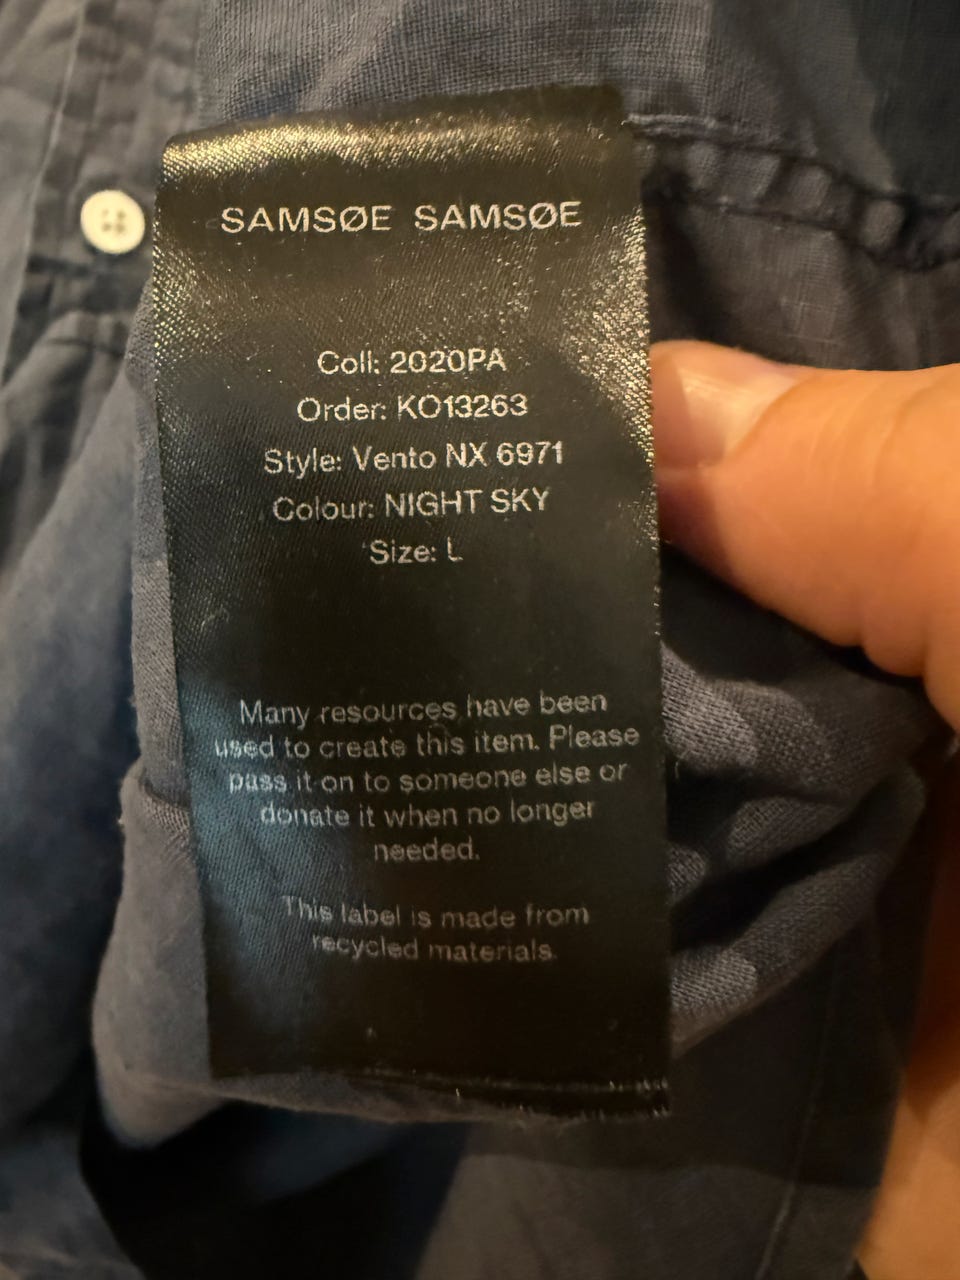 SAMSØE SAMSØE
Coll: 2020PA
Order: KO13263
Style: Vento NX 6971
Colour: NIGHT SKY
Size: L
Many resources have been
used to create this item. Please
pass it on to someone else or
donate it when no longer
needed.
This label is made from
recycled materials.